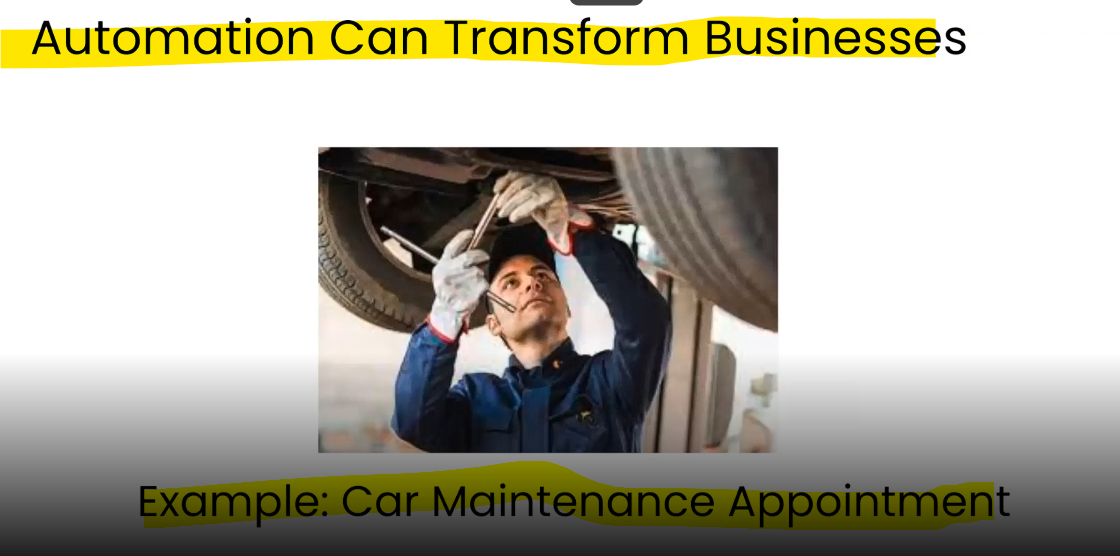 Automation Can Transform Businesses
Example: Car Maintenance Appointment